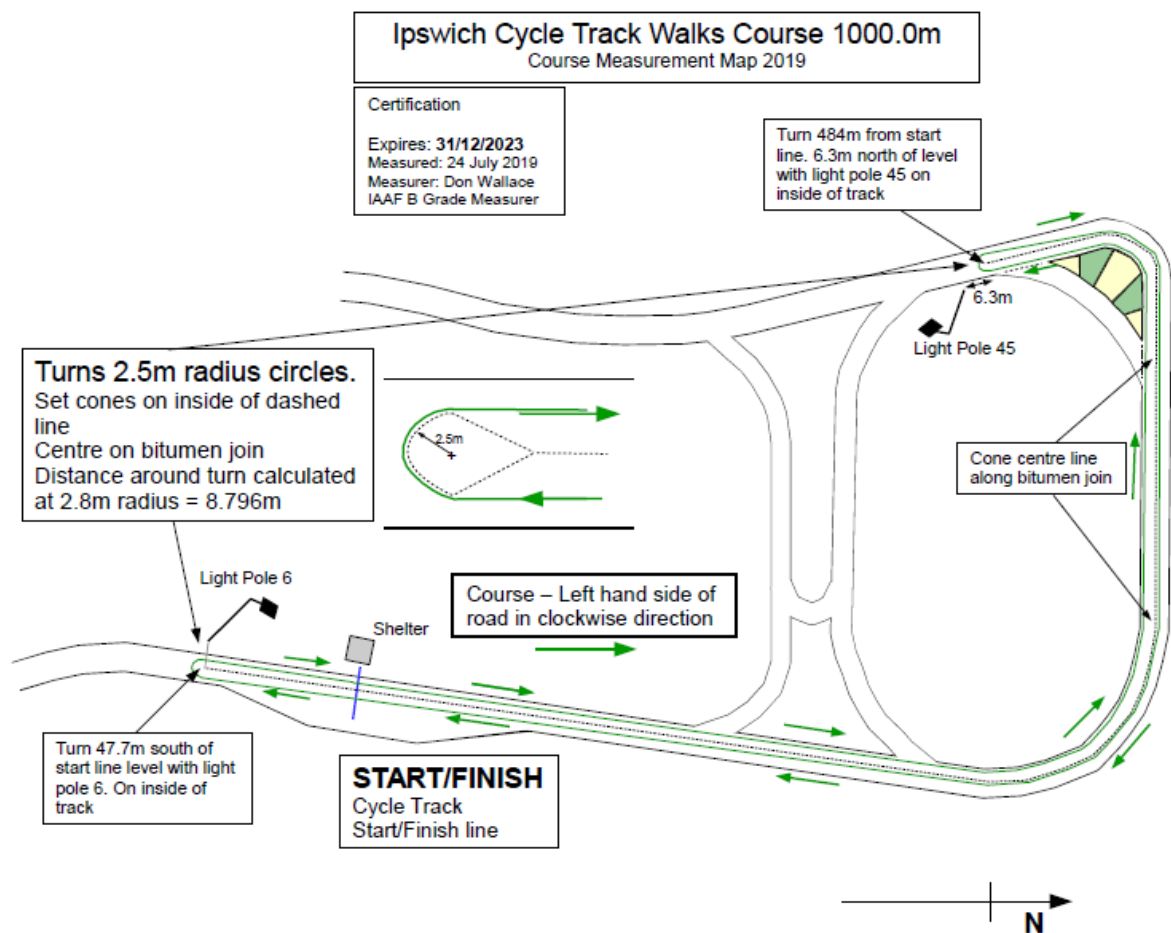 Ipswich Cycle Track Walks Course 1000.0m
Course Measurement Map 2019
Certification
Expires: 31/12/2023
Measured: 24 July 2019
Measurer: Don Wallace
IAAF B Grade Measurer
Turn 484m from start
line. 6.3m north of level
with light pole 45 on
inside of track
6.3m
Light Pole 45
Turns 2.5m radius circles.
Set cones on inside of dashed
line
Centre on bitumen join
Distance around turn calculated
at 2.8m radius = 8.796m
2.5m
Cone centre line
along bitumen join
Light Pole 6
Shelter
Course – Left hand side of
road in clockwise direction
Turn 47.7m south of
start line level with light
pole 6. On inside of
track
START/FINISH
Cycle Track
Start/Finish line
N